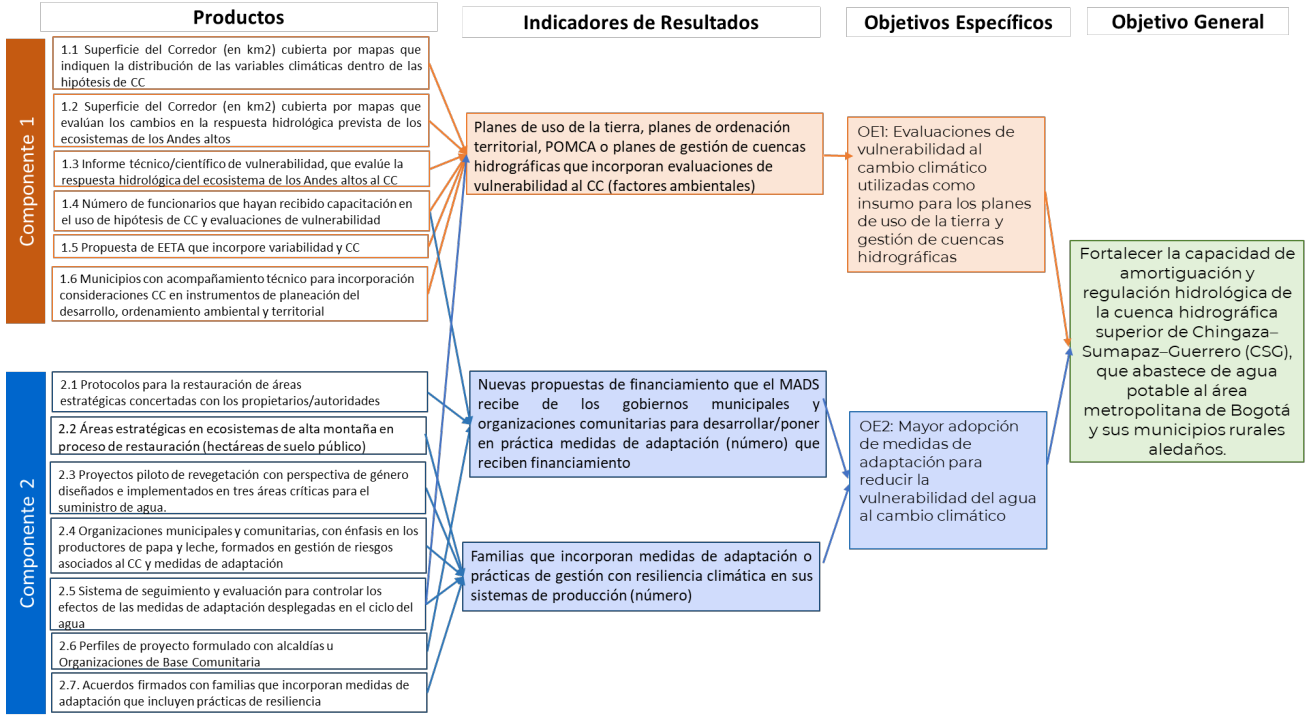 Productos
Indicadores de Resultados
Objetivos Específicos
Objetivo General
Componente 1
1.1 Superficie del Corredor (en km2) cubierta por mapas que
indiquen la distribución de las variables climáticas dentro de las
hipótesis de CC
1.2 Superficie del Corredor (en km2) cubierta por mapas que
evalúan los cambios en la respuesta hidrológica prevista de los
ecosistemas de los Andes altos
1.3 Informe técnico/científico de vulnerabilidad, que evalúe la
respuesta hidrológica del ecosistema de los Andes altos al CC
1.4 Número de funcionarios que hayan recibido capacitación en
el uso de hipótesis de CC y evaluaciones de vulnerabilidad
1.5 Propuesta de EETA que incorpore variabilidad y CC
1.6 Municipios con acompañamiento técnico para incorporación
consideraciones CC en instrumentos de planeación del
desarrollo, ordenamiento ambiental y territorial
Planes de uso de la tierra, planes de ordenación
territorial, POMCA o planes de gestión de cuencas
hidrográficas que incorporan evaluaciones de
vulnerabilidad al CC (factores ambientales)
OE1: Evaluaciones de
vulnerabilidad al
cambio climático
utilizadas como
insumo para los planes
de uso de la tierra y
gestión de cuencas
hidrográficas
Fortalecer la capacidad de
amortiguación y
regulación hidrológica de
la cuenca hidrográfica
superior de Chingaza–
Sumapaz–Guerrero (CSG),
que abastece de agua
potable al área
metropolitana de Bogotá
y sus municipios rurales
aledaños.
Componente 2
2.1 Protocolos para la restauración de áreas
estratégicas concertadas con los propietarios/autoridades
2.2 Áreas estratégicas en ecosistemas de alta montaña en
proceso de restauración (hectáreas de suelo público)
2.3 Proyectos piloto de revegetación con perspectiva de género
diseñados e implementados en tres áreas críticas para el
suministro de agua.
2.4 Organizaciones municipales y comunitarias, con énfasis en los
productores de papa y leche, formados en gestión de riesgos
asociados al CC y medidas de adaptación
2.5 Sistema de seguimiento y evaluación para controlar los
efectos de las medidas de adaptación desplegadas en el ciclo del
agua
2.6 Perfiles de proyecto formulado con alcaldías u
Organizaciones de Base Comunitaria
2.7. Acuerdos firmados con familias que incorporan medidas de
adaptación que incluyen prácticas de resiliencia
Nuevas propuestas de financiamiento que el MADS
recibe de los gobiernos municipales y
organizaciones comunitarias para desarrollar/poner
en práctica medidas de adaptación (número) que
reciben financiamiento
Familias que incorporan medidas de adaptación o
prácticas de gestión con resiliencia climática en sus
sistemas de producción (número)
OE2: Mayor adopción
de medidas de
adaptación para
reducir la
vulnerabilidad del agua
al cambio climático